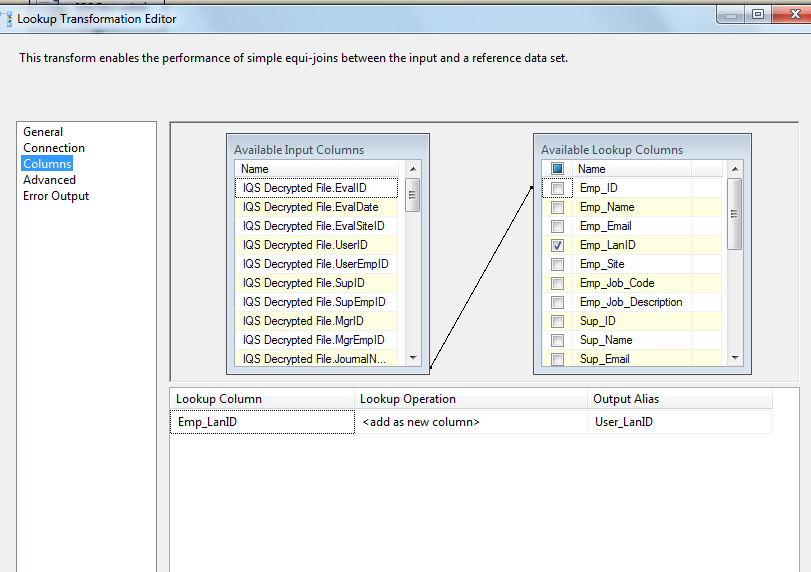 Lookup Transformation Editor
This transform enables the performance of simple equi-joins between the input and a reference data set.
General
Connection
Columns
Advanced
Error Output
Available Input Columns
Name
IQS Decrypted File.EvalID
IQS Decrypted File.EvalDate
IQS Decrypted File.EvalSiteID
IQS Decrypted File.UserID
IQS Decrypted File.UserEmpID
IQS Decrypted File.SupID
IQS Decrypted File.SupEmpID
IQS Decrypted File.MgrID
IQS Decrypted File.MgrEmpID
IQS Decrypted File.JournalN...
Available Lookup Columns
Name
Emp_ID
Emp_Name
Emp_Email
Emp_LanID
Emp_Site
Emp_Job_Code
Emp_Job_Description
Sup_ID
Sup_Name
Sup_Email
Lookup Column Lookup Operation Output Alias
Emp_LanID <add as new column> User_LanID